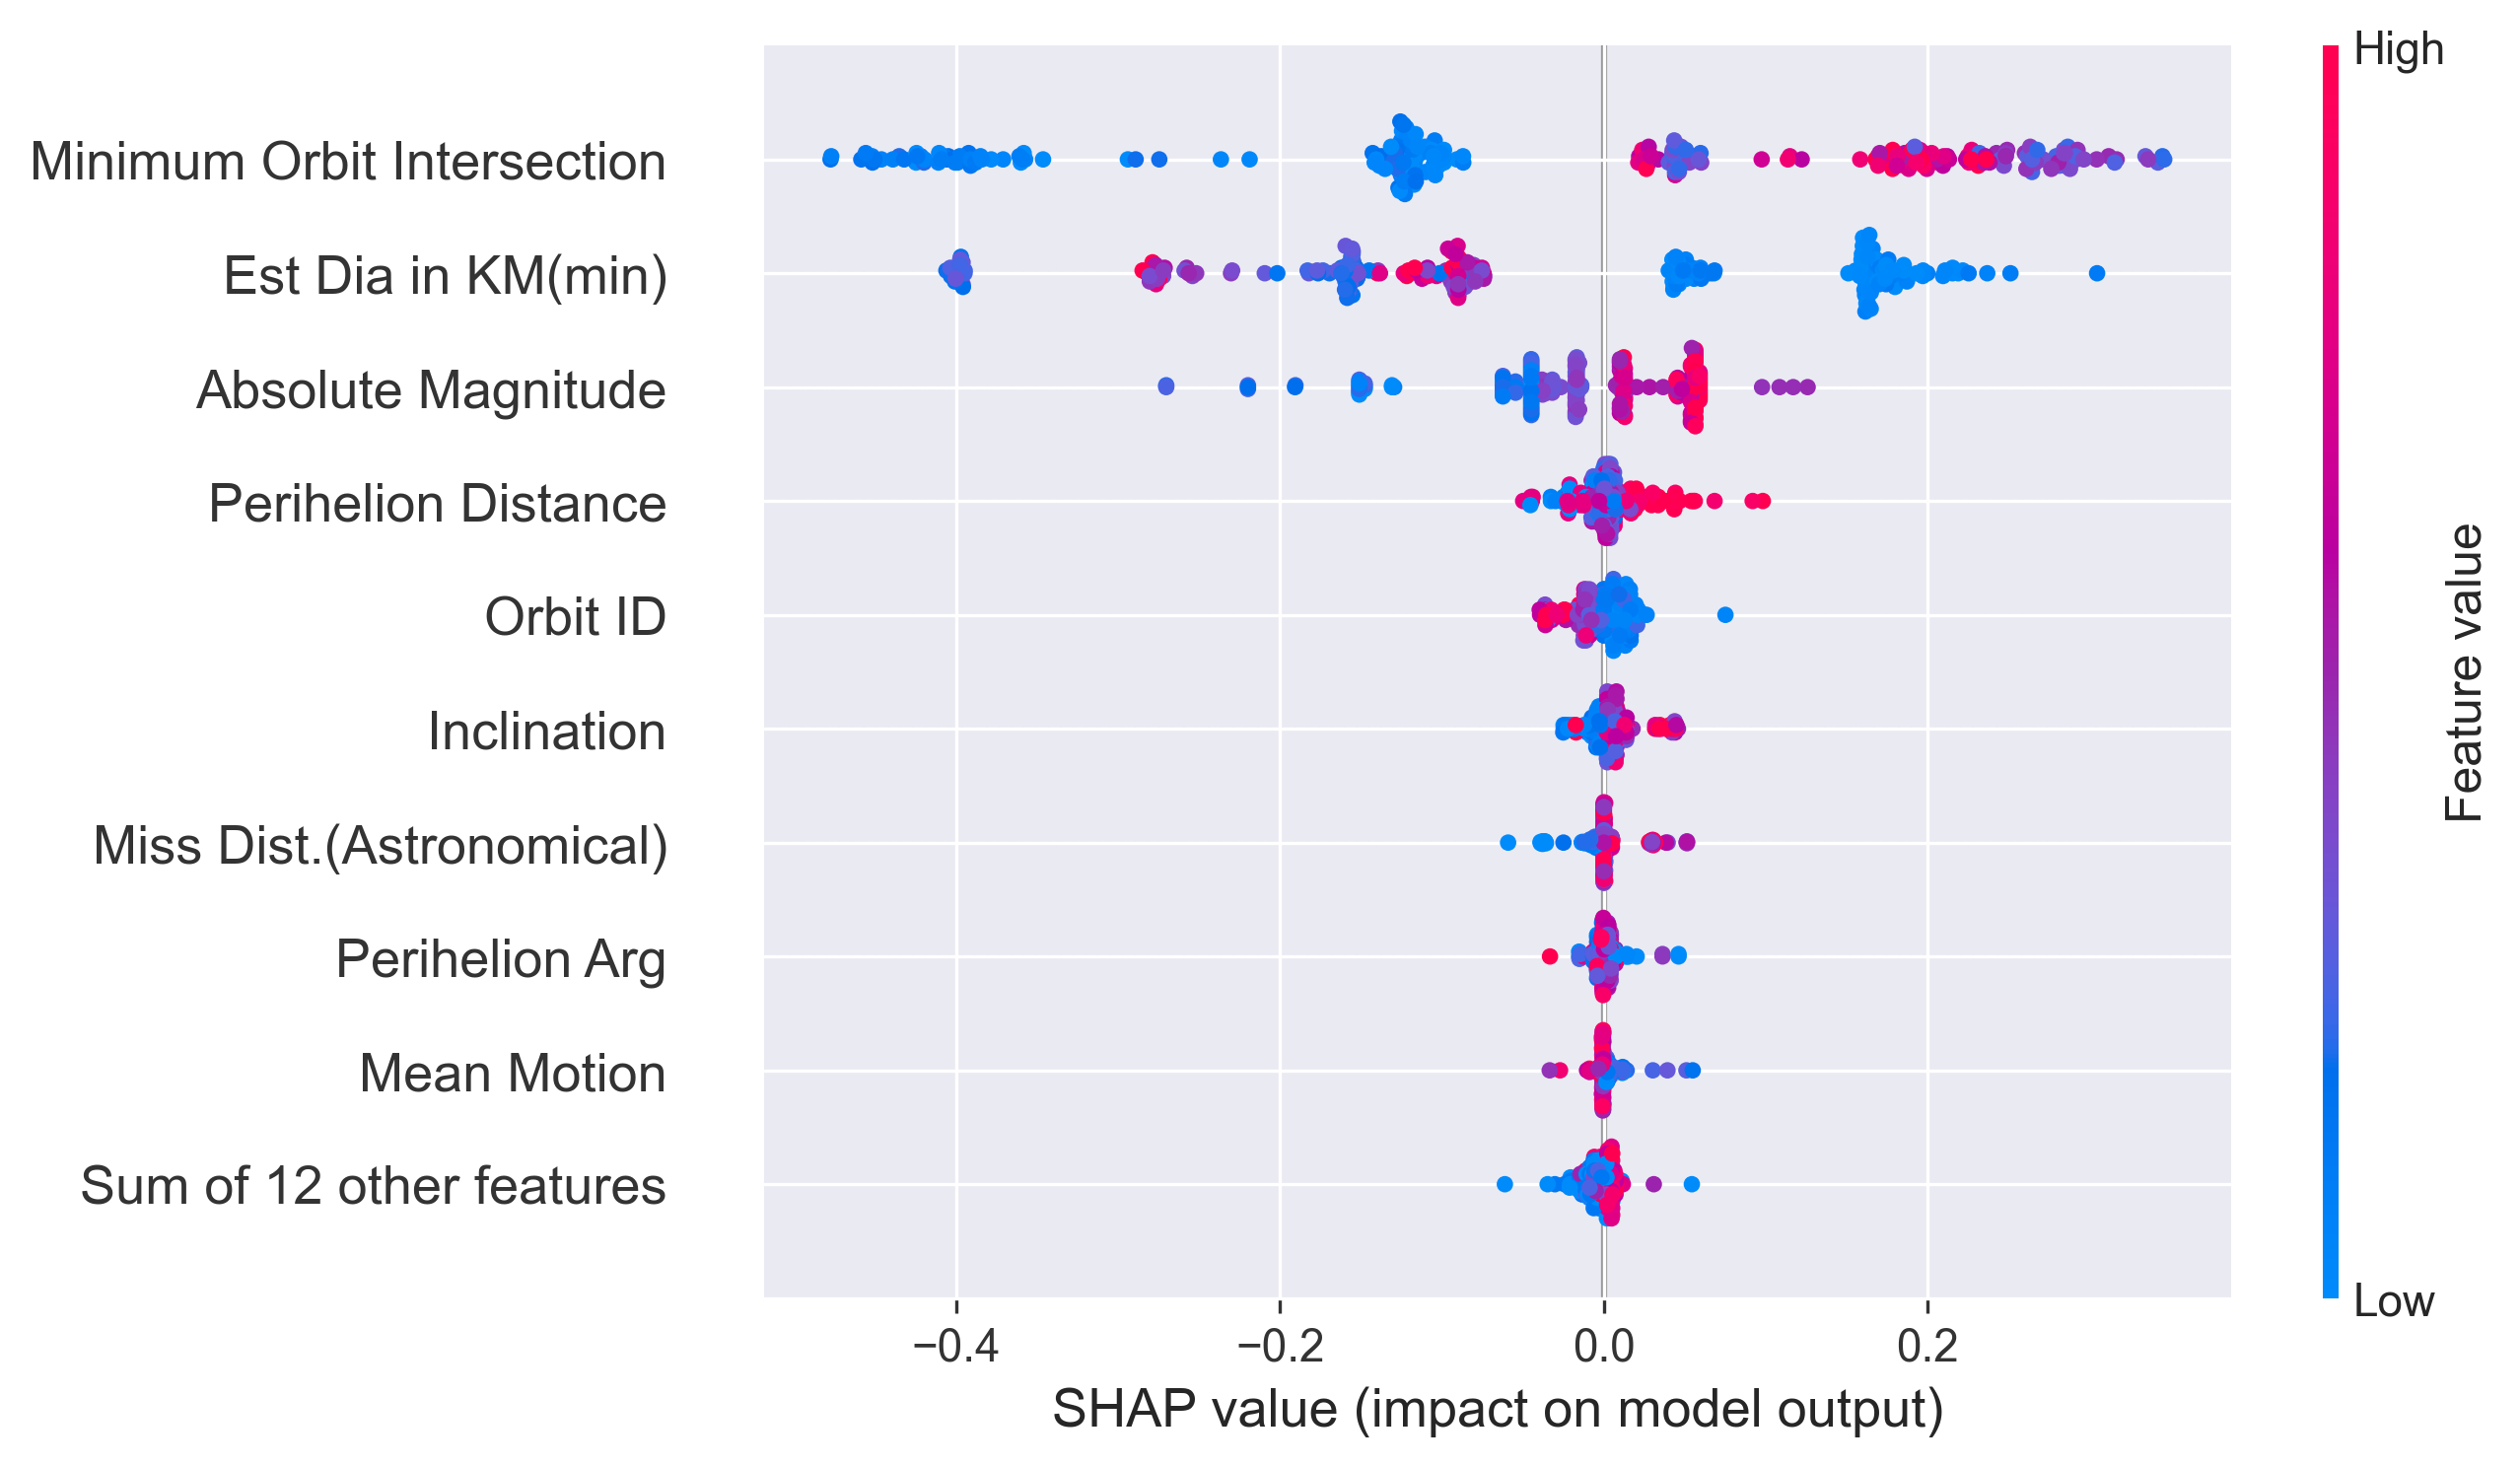 High
Minimum Orbit Intersection
Est Dia in KM(min)
Absolute Magnitude
Perihelion Distance
Orbit ID
Inclination
Miss Dist.(Astronomical)
Perihelion Arg
Mean Motion
Sum of 12 other features
Feature value
Low
−0.4 −0.2 0.0 0.2
SHAP value (impact on model output)